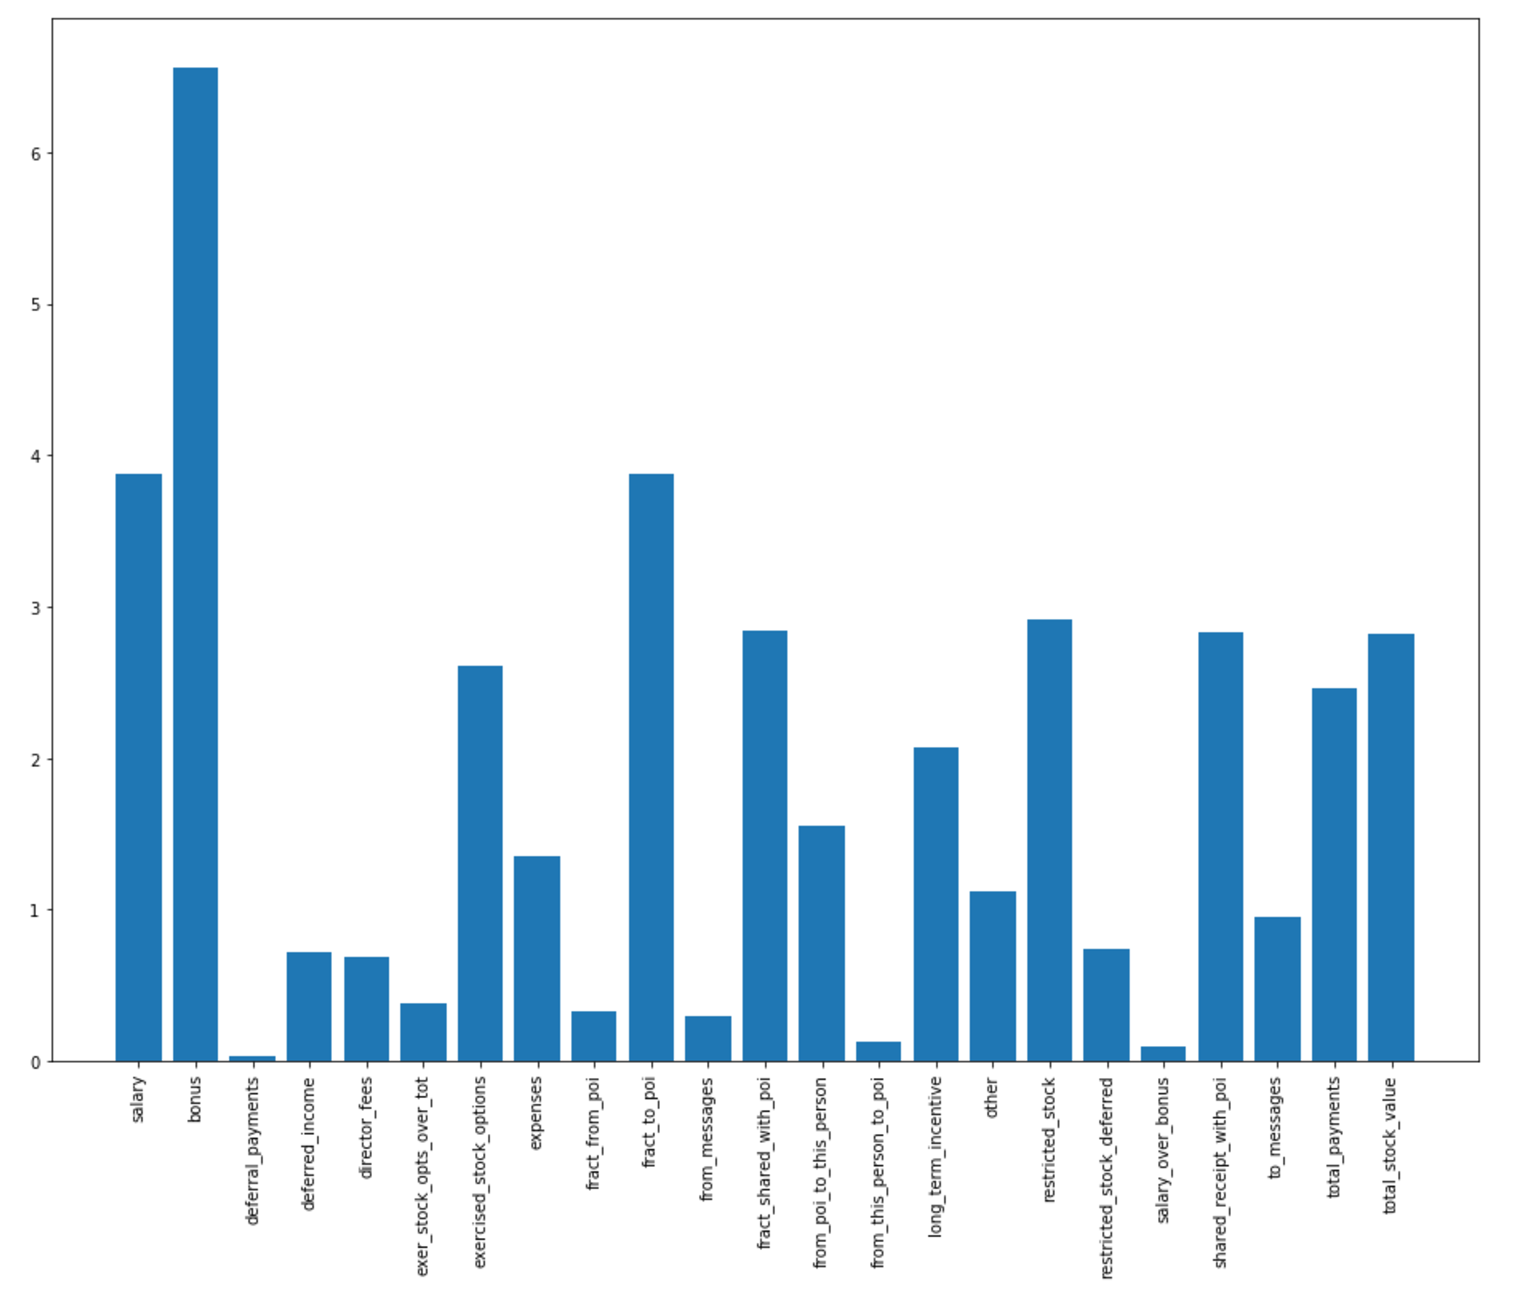 6
5
4
3
2
1
0
salary
bonus
deferral_payments
deferred_income
director_fees
exer_stock_opts_over_tot
exercised_stock_options
expenses
fract_from_poi
fract_to_poi
from_messages
fract_shared_with_poi
from_poi_to_this_person
from_this_person_to_poi
long_term_incentive
other
restricted_stock
restricted_stock_deferred
salary_over_bonus
shared_receipt_with_poi
to_messages
total_payments
total_stock_value